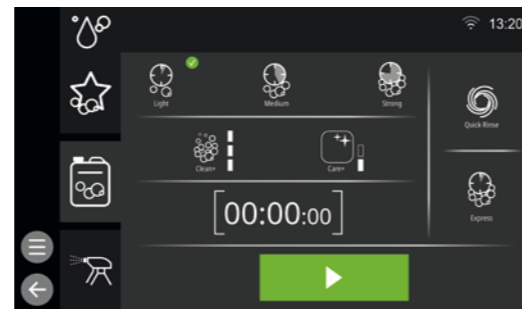 13:20
Light
Medium
Strong
Quick Rinse
Clean+
Care+
00:00:00
Express